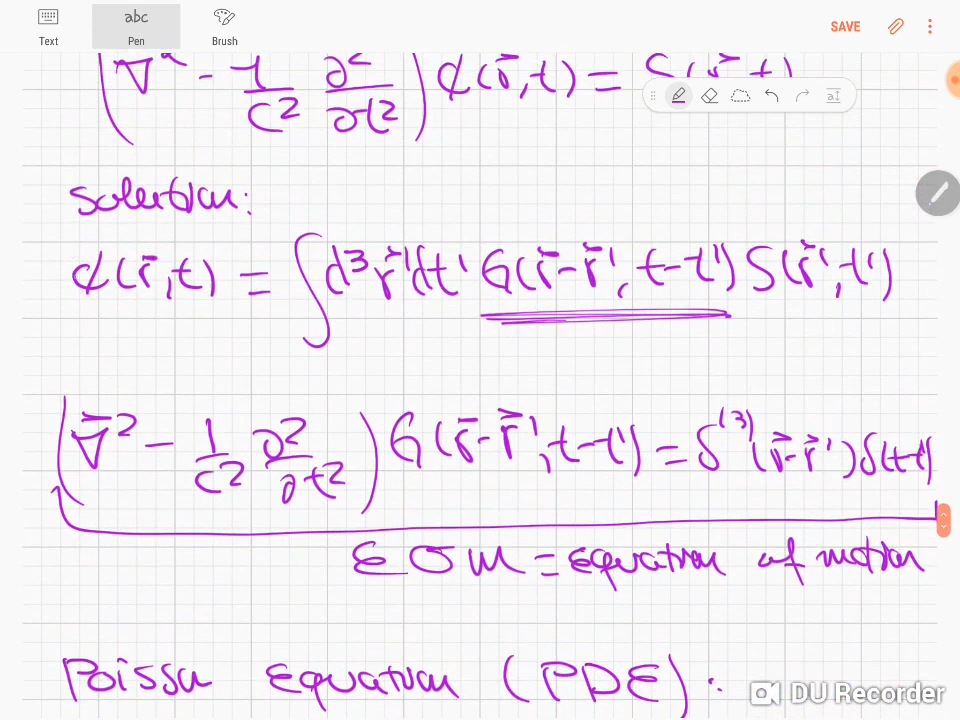 Text Pen Brush SAVE
(∇² - 1/c² ∂²/∂t²) ϕ(r⃗,t) = S(r⃗,t)
Solution:
ϕ(r⃗,t) = ∫d³r⃗'∫dt' G(r⃗-r⃗', t-t') S(r⃗',t')
(∇⃗² - 1/c² ∂²/∂t²) G(r⃗-r⃗', t-t') = δ⁽³⁾(r⃗-r⃗')δ(t-t')
EOM = equation of motion
Poisson Equation (PDE):
DU Recorder